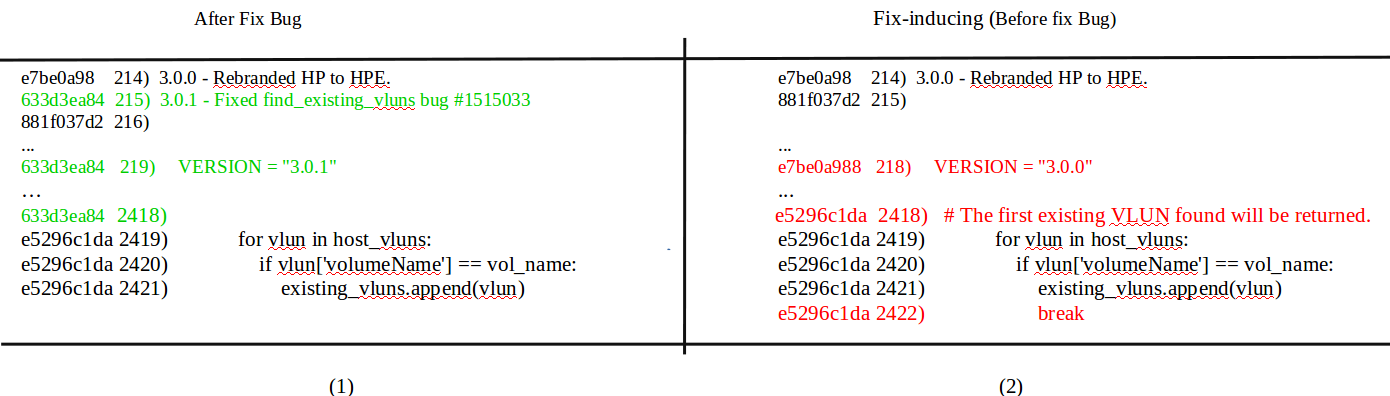 After Fix Bug
e7be0a98 214) 3.0.0 - Rebranded HP to HPE.
633d3ea84 215) 3.0.1 - Fixed find_existing_vluns bug #1515033
881f037d2 216)
...
633d3ea84 219) VERSION = "3.0.1"
...
633d3ea84 2418)
e5296c1da 2419) for vlun in host_vluns:
e5296c1da 2420) if vlun['volumeName'] == vol_name:
e5296c1da 2421) existing_vluns.append(vlun)
(1)
Fix-inducing (Before fix Bug)
e7be0a98 214) 3.0.0 - Rebranded HP to HPE.
881f037d2 215)
...
e7be0a988 218) VERSION = "3.0.0"
...
e5296c1da 2418) # The first existing VLUN found will be returned.
e5296c1da 2419) for vlun in host_vluns:
e5296c1da 2420) if vlun['volumeName'] == vol_name:
e5296c1da 2421) existing_vluns.append(vlun)
e5296c1da 2422) break
(2)